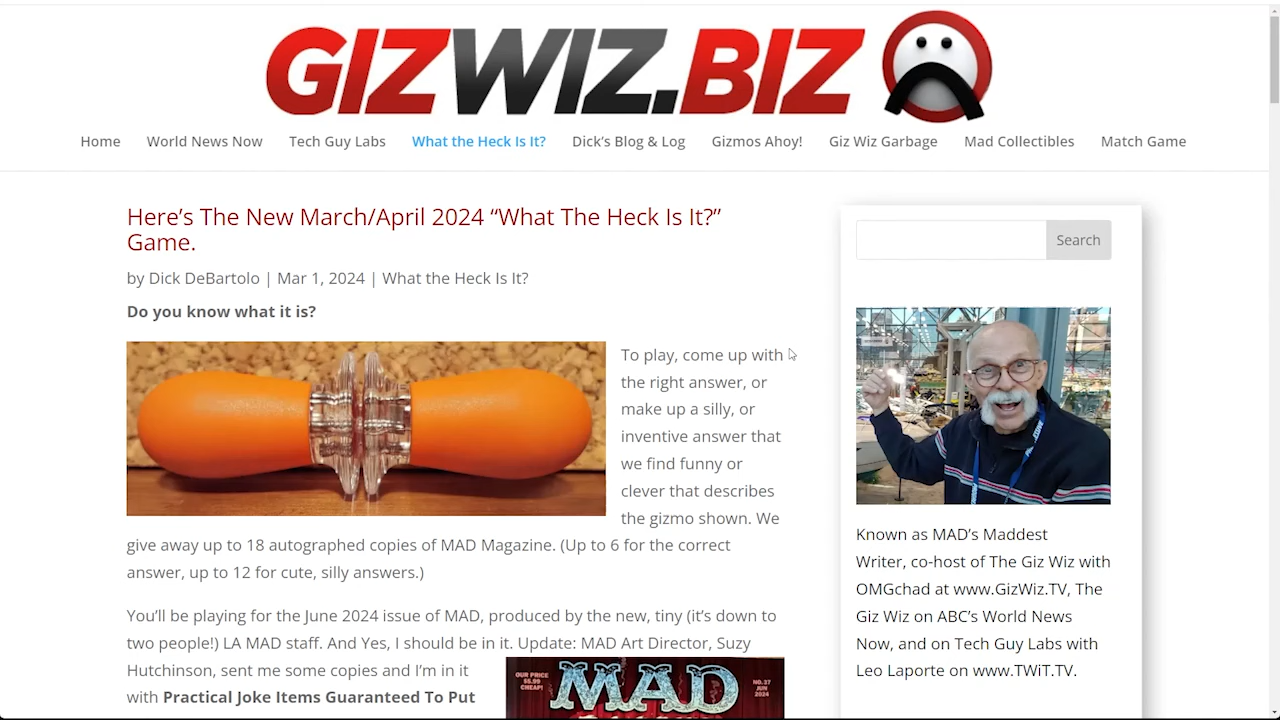 GIZWIZ.BIZ
Home World News Now Tech Guy Labs What the Heck Is It? Dick's Blog & Log Gizmos Ahoy! Giz Wiz Garbage Mad Collectibles Match Game
Here’s The New March/April 2024 “What The Heck Is It?”
Game.
by Dick DeBartolo | Mar 1, 2024 | What the Heck Is It?
Do you know what it is?
To play, come up with
the right answer, or
make up a silly, or
inventive answer that
we find funny or
clever that describes
the gizmo shown. We
give away up to 18 autographed copies of MAD Magazine. (Up to 6 for the correct
answer, up to 12 for cute, silly answers.)
You’ll be playing for the June 2024 issue of MAD, produced by the new, tiny (it’s down to
two people!) LA MAD staff. And Yes, I should be in it. Update: MAD Art Director, Suzy
Hutchinson, sent me some copies and I’m in it
with Practical Joke Items Guaranteed To Put
OUR PRICE
$5.99
CHEAP!
MAD
NO. 37
JUN
2024
Search
Known as MAD’s Maddest
Writer, co-host of The Giz Wiz with
OMGchad at www.GizWiz.TV, The
Giz Wiz on ABC’s World News
Now, and on Tech Guy Labs with
Leo Laporte on www.TWiT.TV.